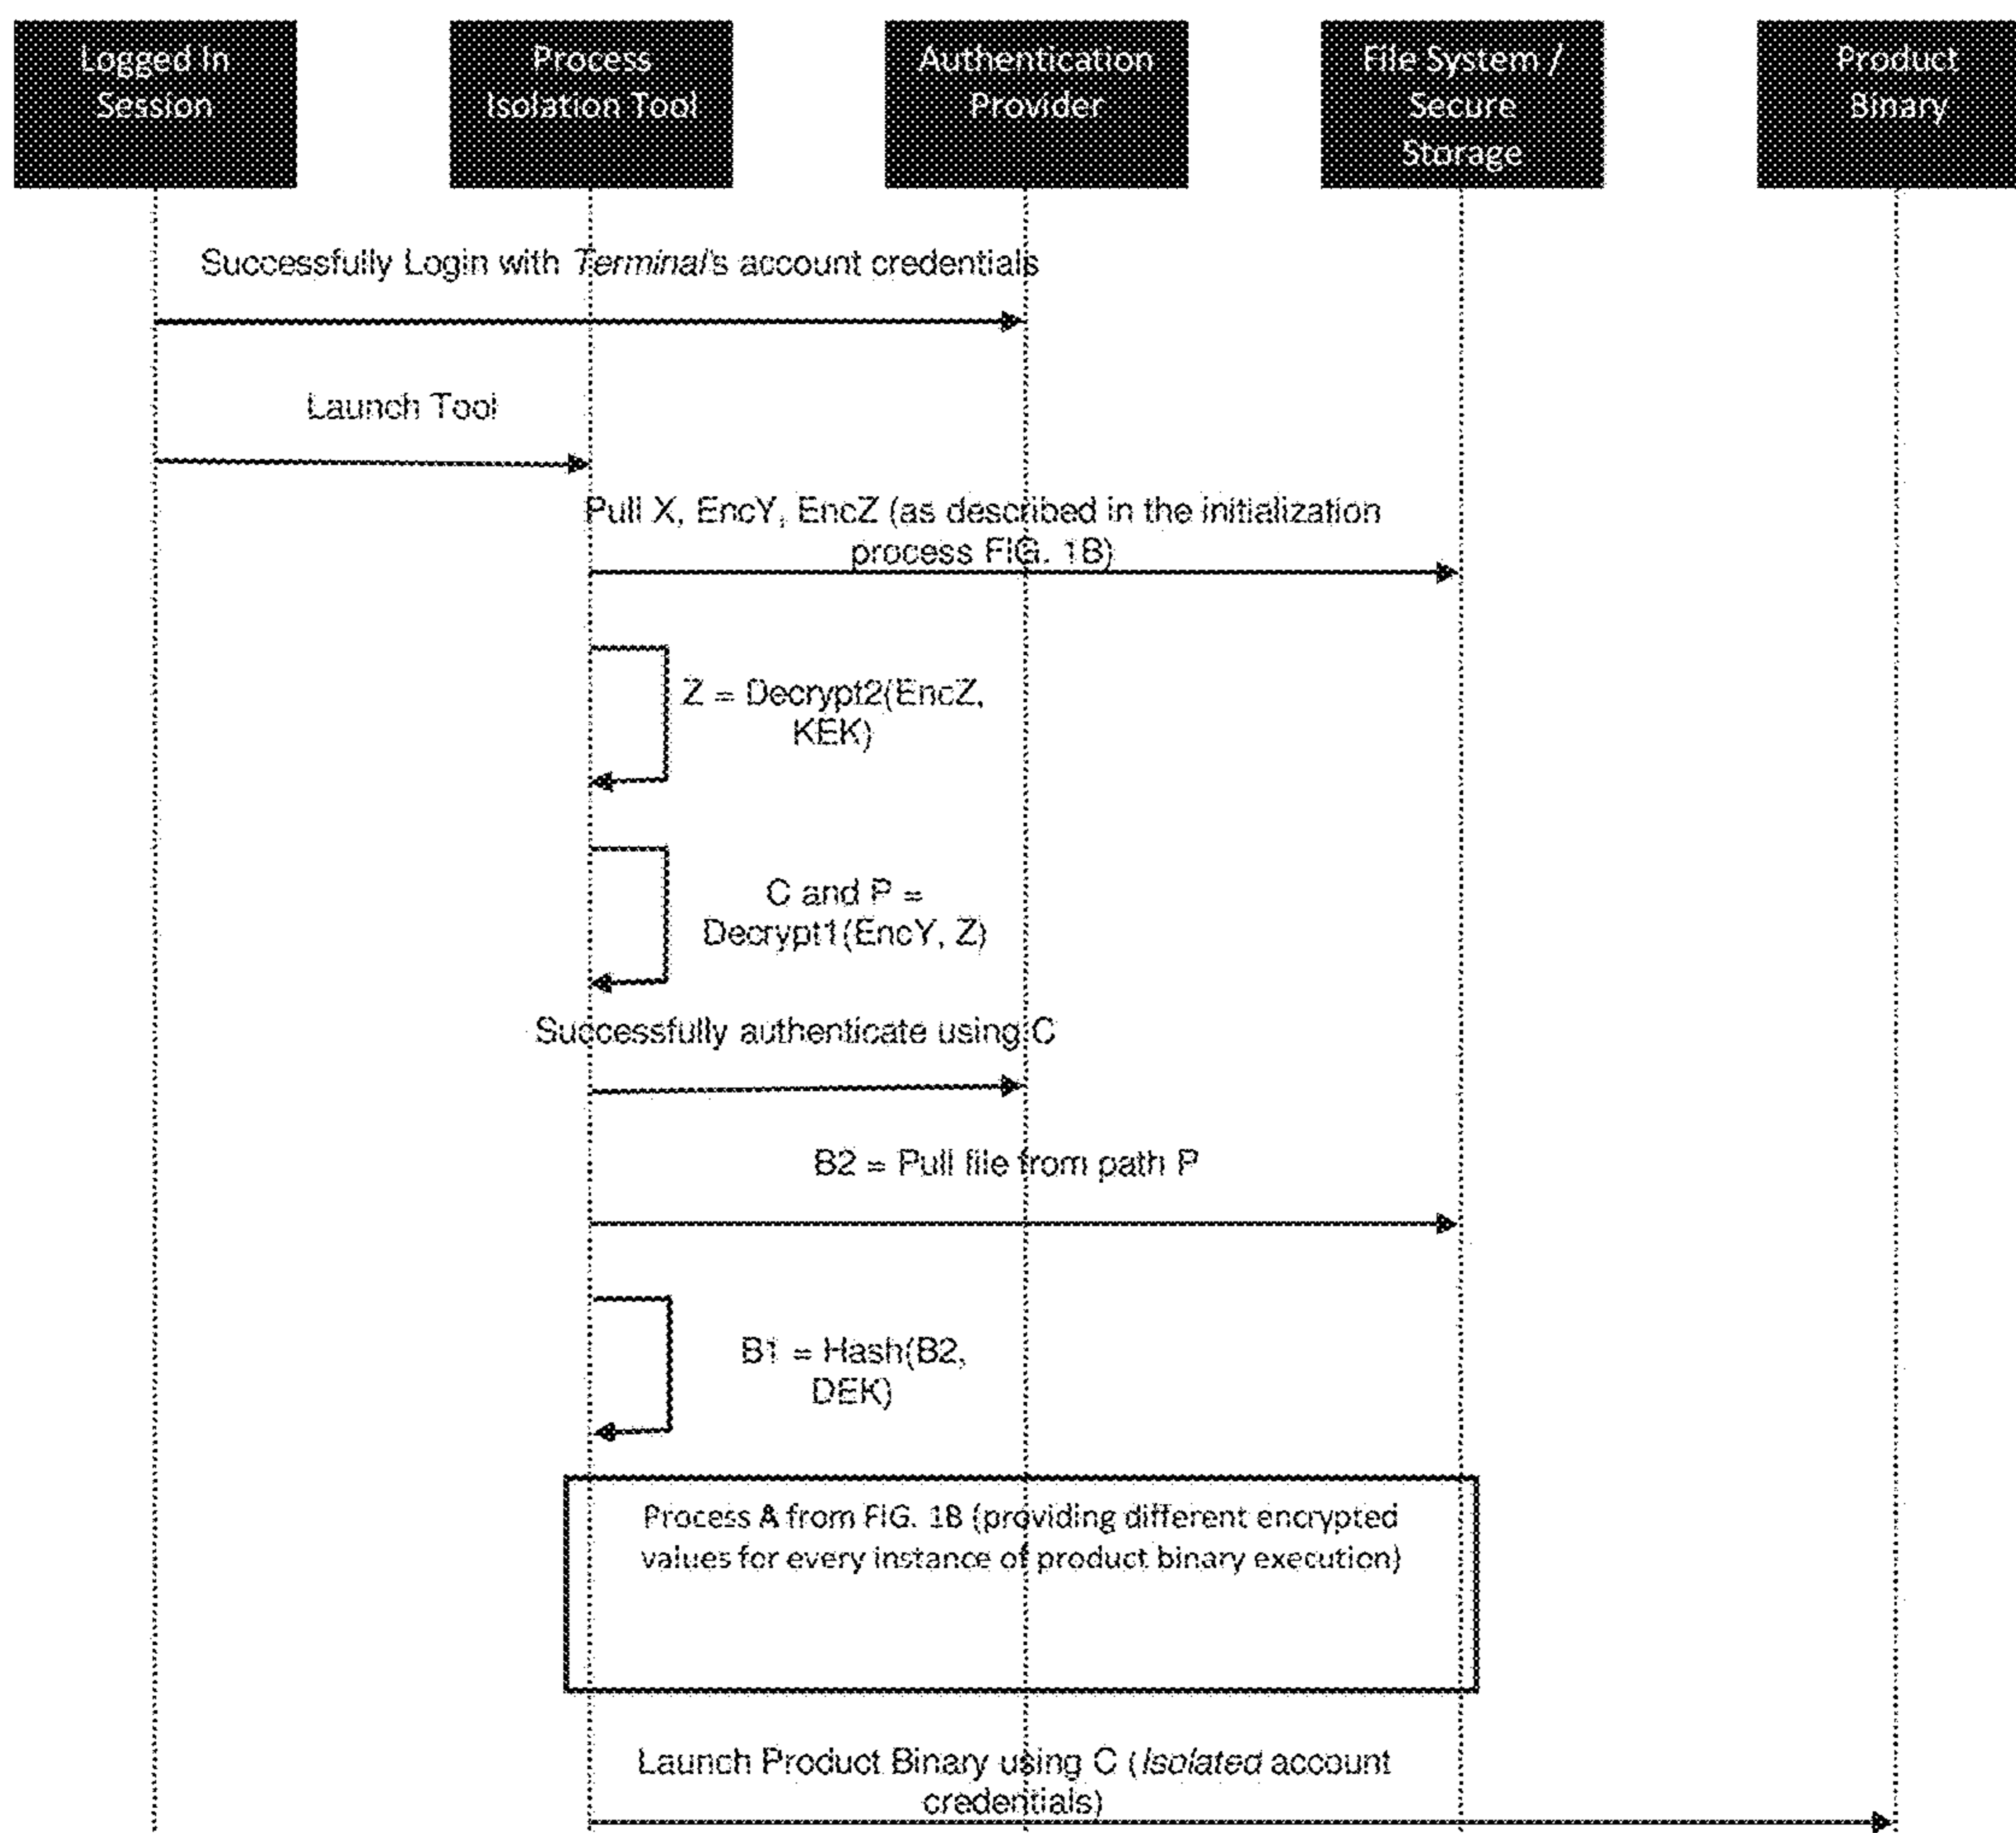 Logged In
Session
Process
Isolation Tool
Authentication
Provider
File System /
Secure
Storage
Product
Binary
Successfully Login with Terminal's account credentials
Launch Tool
Pull X, EncY, EncZ (as described in the initialization
process FIG. 1B)
Z = Decrypt2(EncZ,
KEK)
C and P =
Decrypt1(EncY, Z)
Successfully authenticate using C
B2 = Pull file from path P
B1 = Hash(B2,
DEK)
Process A from FIG. 1B (providing different encrypted
values for every instance of product binary execution)
Launch Product Binary using C (Isolated account
credentials)